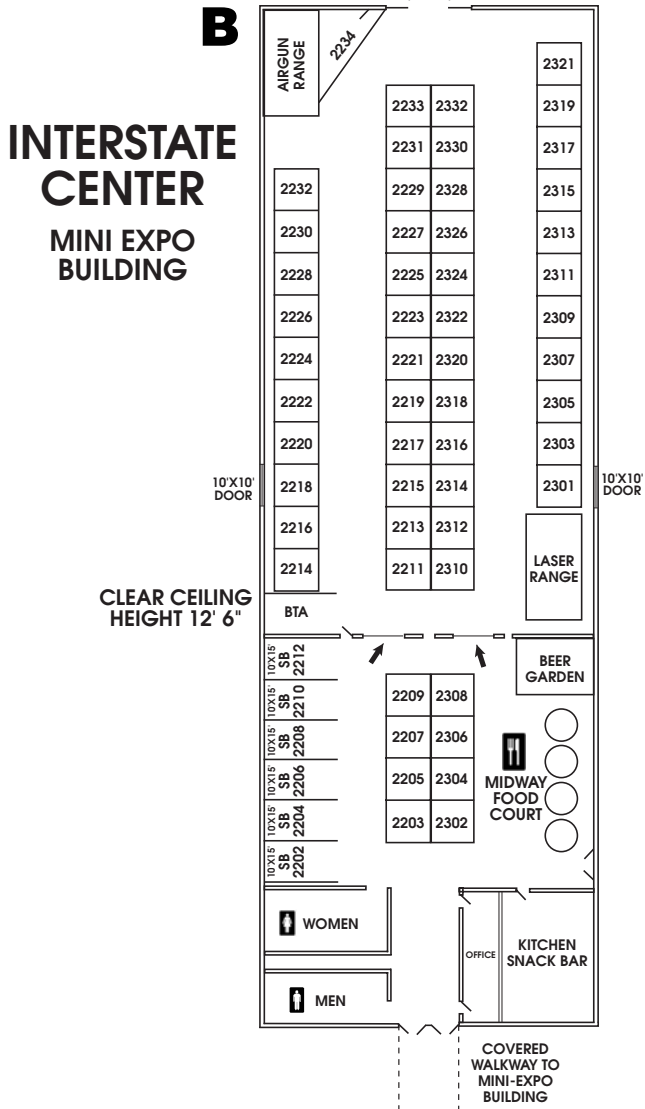 B
INTERSTATE
CENTER
MINI EXPO
BUILDING
AIRGUN
RANGE
2234
2321
2233 2332 2319
2231 2330 2317
2232 2229 2328 2315
2230 2227 2326 2313
2228 2225 2324 2311
2226 2223 2322 2309
2224 2221 2320 2307
2222 2219 2318 2305
2220 2217 2316 2303
10'X10'
DOOR
2218 2215 2314 2301
10'X10'
DOOR
2216 2213 2312
2214 2211 2310
LASER
RANGE
CLEAR CEILING
HEIGHT 12' 6"
BTA
10'X15'
SB
2212
10'X15'
SB
2210
10'X15'
SB
2208
10'X15'
SB
2206
10'X15'
SB
2204
10'X15'
SB
2202
BEER
GARDEN
2209 2308
2207 2306
2205 2304
2203 2302
MIDWAY
FOOD
COURT
WOMEN
MEN
OFFICE
KITCHEN
SNACK BAR
COVERED
WALKWAY TO
MINI-EXPO
BUILDING